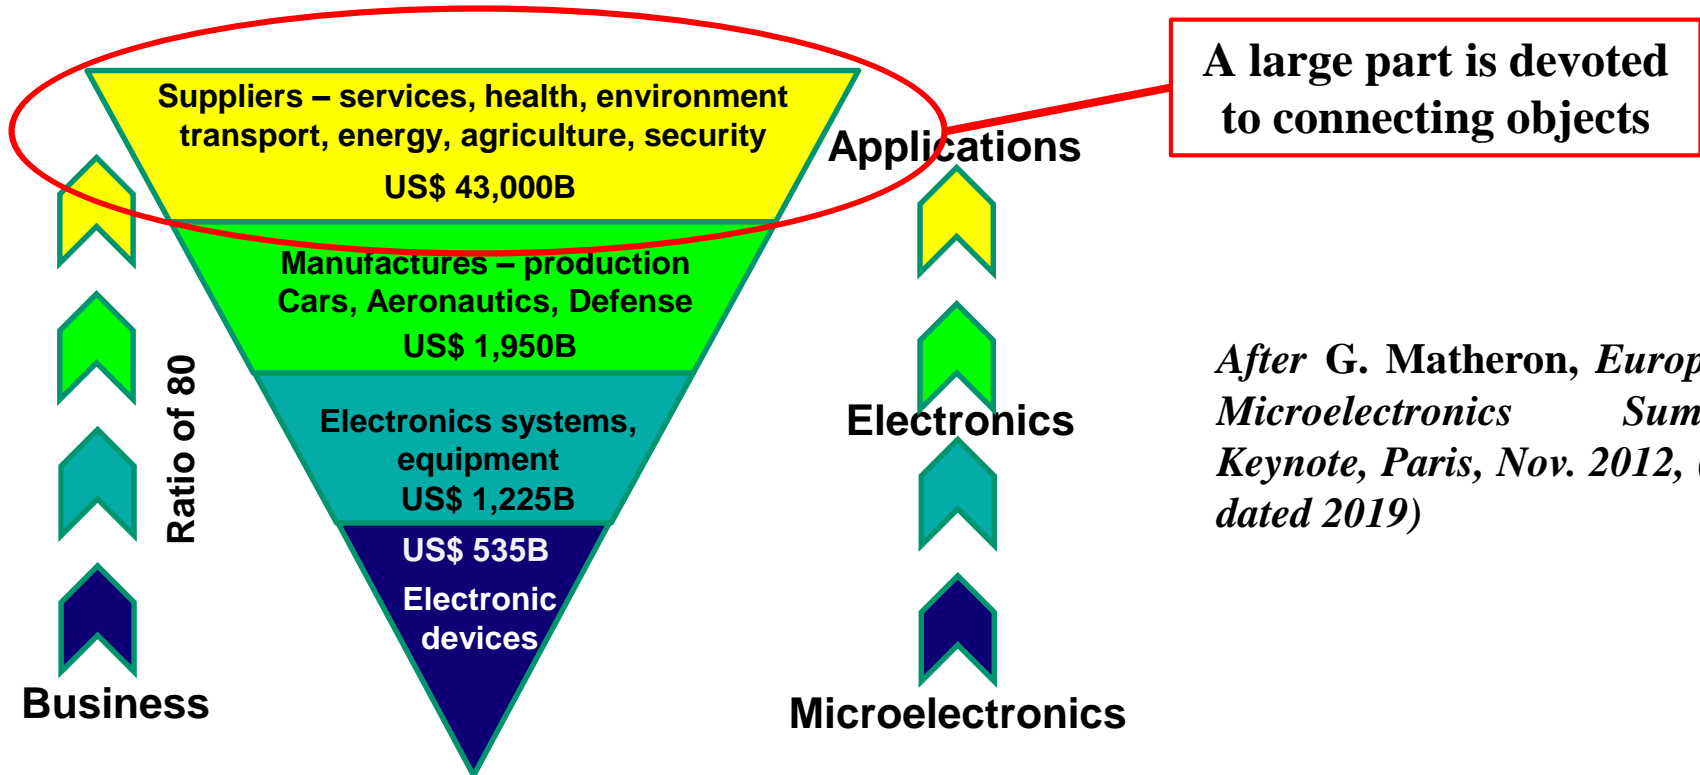 Suppliers – services, health, environment
transport, energy, agriculture, security
US$ 43,000B
Manufactures – production
Cars, Aeronautics, Defense
US$ 1,950B
Electronics systems,
equipment
US$ 1,225B
US$ 535B
Electronic
devices
Ratio of 80
Business
Applications
Electronics
Microelectronics
A large part is devoted
to connecting objects
After G. Matheron, Europ
Microelectronics Sum
Keynote, Paris, Nov. 2012, (
dated 2019)